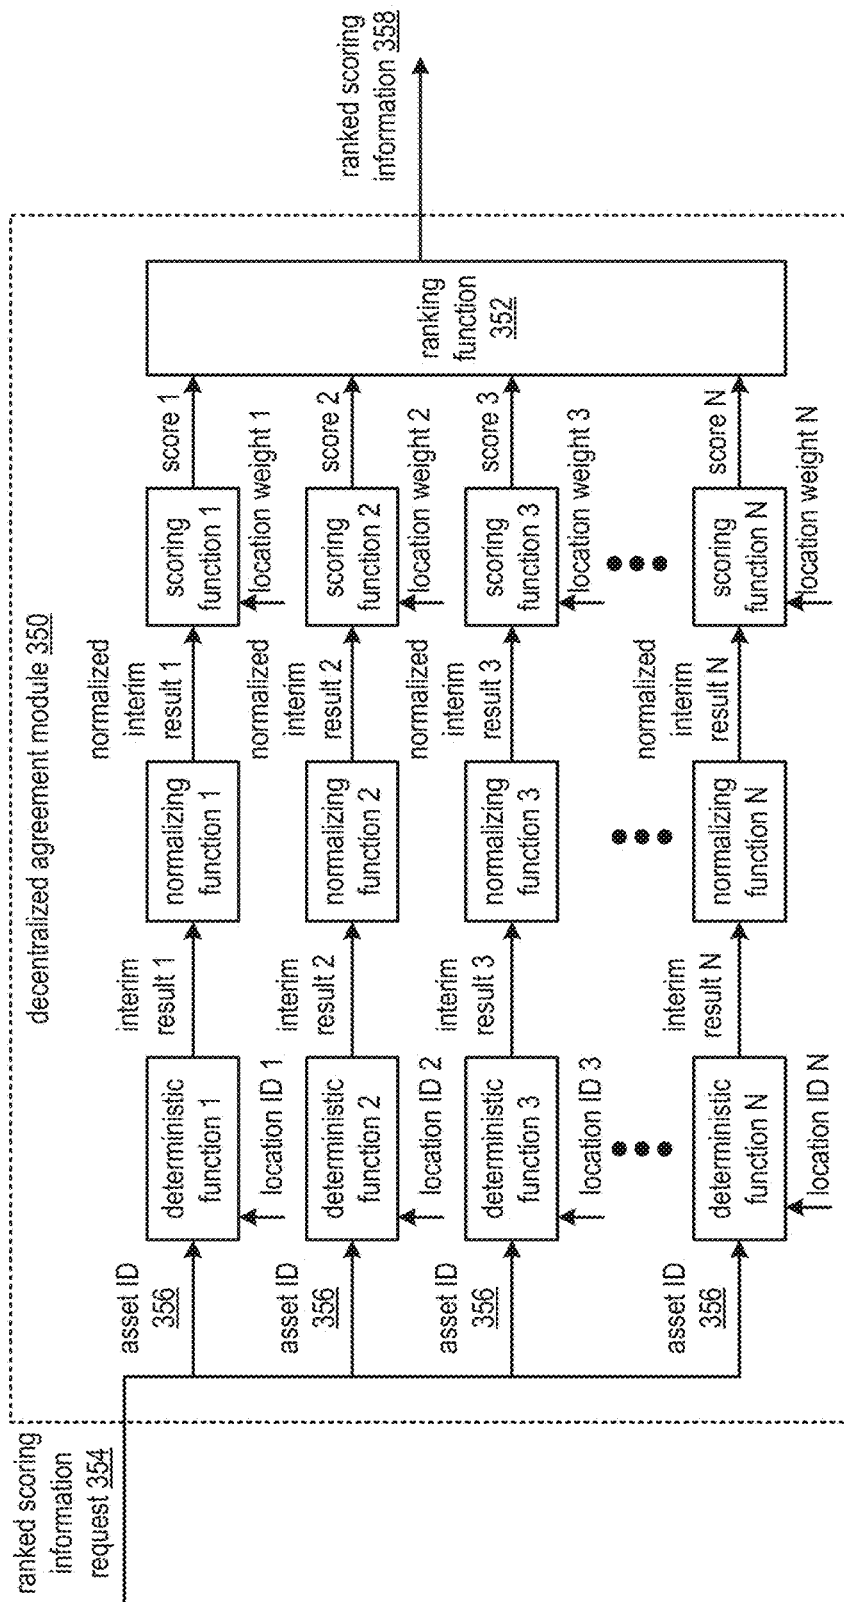 decentralized agreement module 350
ranked scoring
information
request 354
asset ID
356
deterministic
function 1
location ID 1
interim
result 1
normalizing
function 1
normalized
interim
result 1
scoring
function 1
location weight 1
score 1
asset ID
356
deterministic
function 2
location ID 2
interim
result 2
normalizing
function 2
normalized
interim
result 2
scoring
function 2
location weight 2
score 2
asset ID
356
deterministic
function 3
location ID 3
interim
result 3
normalizing
function 3
normalized
interim
result 3
scoring
function 3
location weight 3
score 3
asset ID
356
deterministic
function N
location ID N
interim
result N
normalizing
function N
normalized
interim
result N
scoring
function N
location weight N
score N
ranking
function
352
ranked scoring
information 358